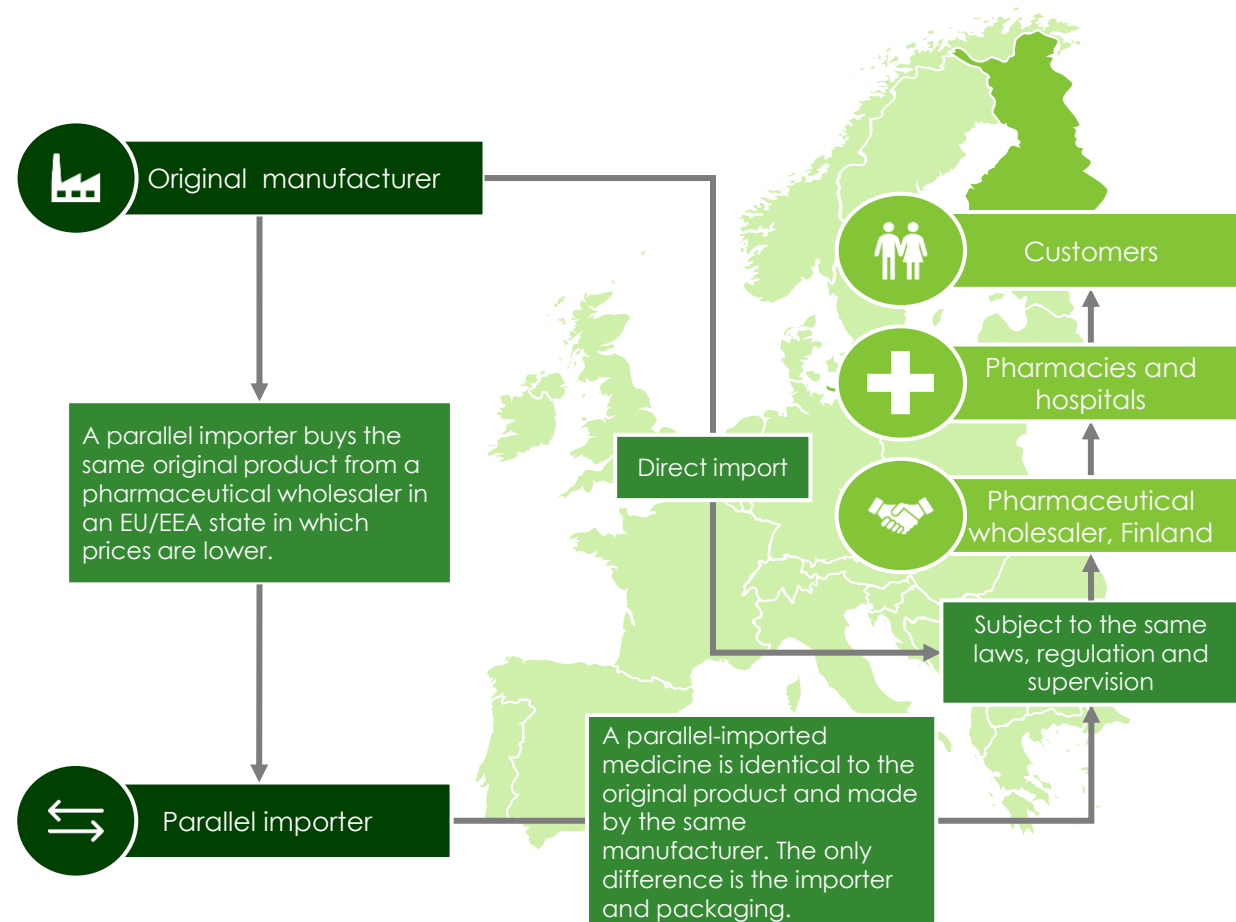 Original  manufacturer
Customers
Pharmacies and
hospitals
A parallel importer buys the
same original product from a
pharmaceutical wholesaler in
an EU/EEA state in which
prices are lower.
Direct import
Pharmaceutical
wholesaler, Finland
Subject to the same
laws, regulation and
supervision
A parallel-imported
medicine is identical to the
original product and made
by the same
manufacturer. The only
difference is the importer
and packaging.
Parallel importer